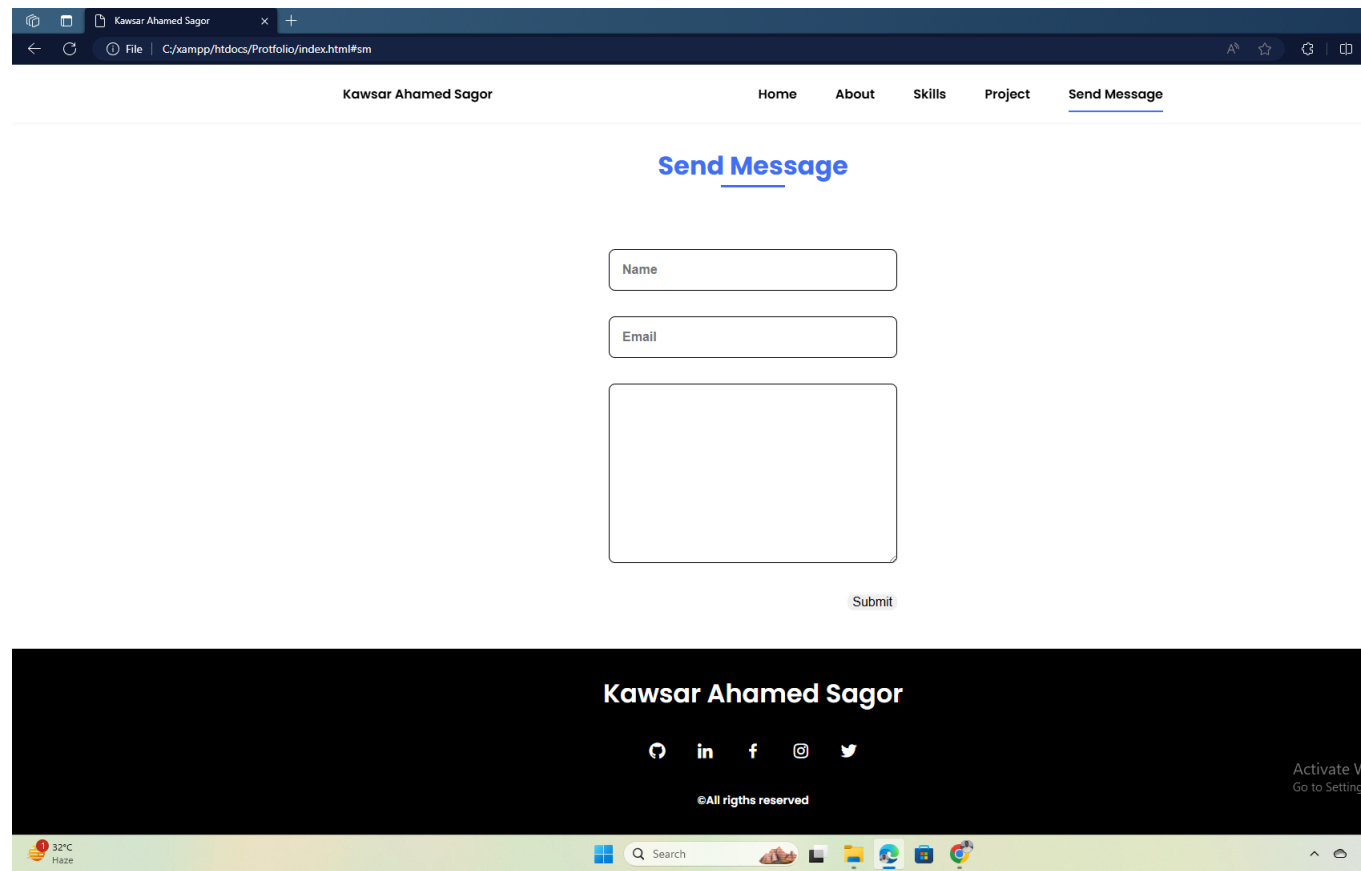 Kawsar Ahamed Sagor
File C:/xampp/htdocs/Protfolio/index.html#sm
Kawsar Ahamed Sagor Home About Skills Project Send Message
Send Message
Name
Email
Submit
Kawsar Ahamed Sagor
©All rigths reserved
Activate
Go to Setting
1
32°C
Haze
Search